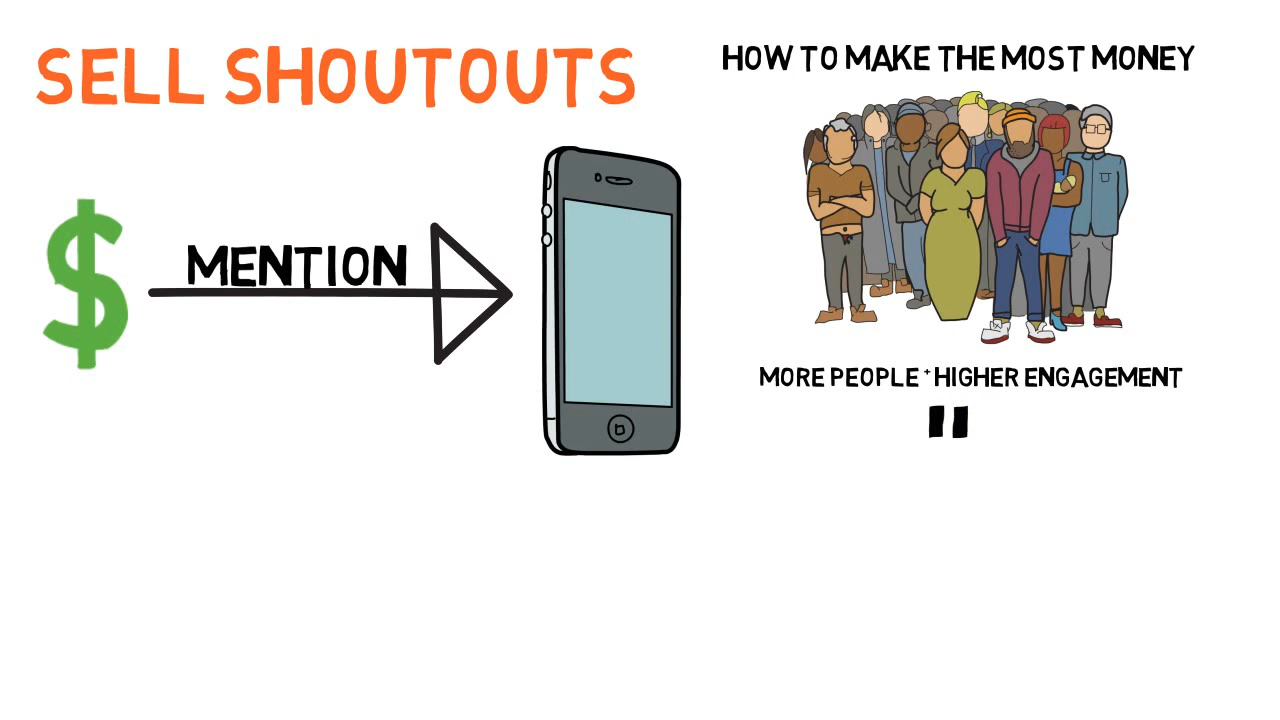 SELL SHOUTOUTS
MENTION
HOW TO MAKE THE MOST MONEY
MORE PEOPLE + HIGHER ENGAGEMENT